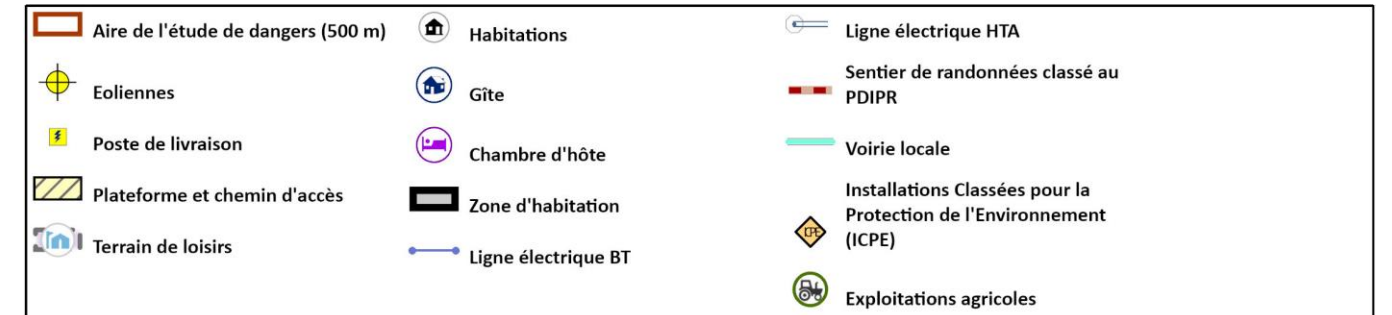 Aire de l'étude de dangers (500 m)
Eoliennes
Poste de livraison
Plateforme et chemin d'accès
Terrain de loisirs
Habitations
Gîte
Chambre d'hôte
Zone d'habitation
Ligne électrique BT
Ligne électrique HTA
Sentier de randonnées classé au
PDIPR
Voirie locale
Installations Classées pour la
Protection de l'Environnement
(ICPE)
ICPE
Exploitations agricoles